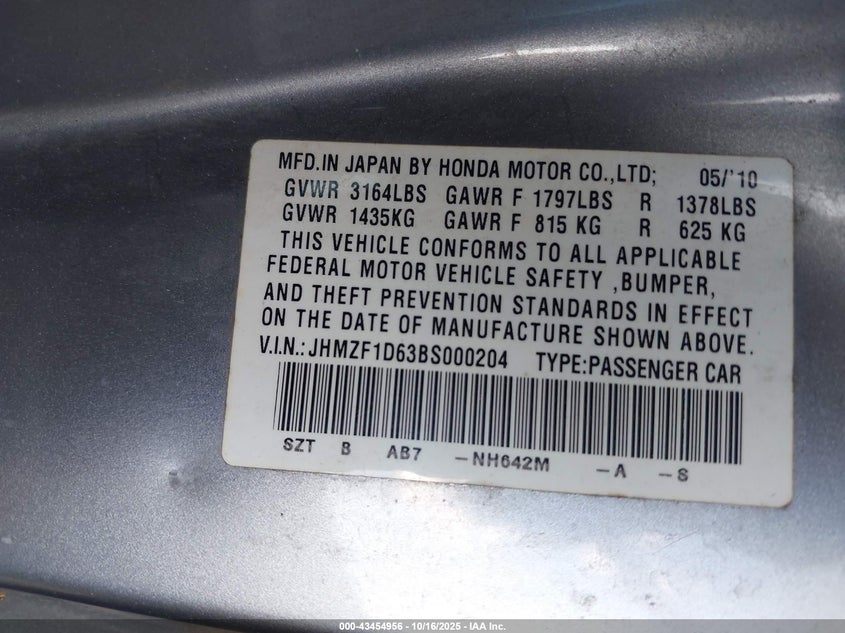 MFD.IN JAPAN BY HONDA MOTOR CO.,LTD; 05/'10
GVWR 3164LBS GAWR F 1797LBS R 1378LBS
GVWR 1435KG GAWR F 815 KG R 625 KG
THIS VEHICLE CONFORMS TO ALL APPLICABLE
FEDERAL MOTOR VEHICLE SAFETY ,BUMPER,
AND THEFT PREVENTION STANDARDS IN EFFECT
ON THE DATE OF MANUFACTURE SHOWN ABOVE.
V.I.N.: JHMZF1D63BS000204 TYPE:PASSENGER CAR
SZT B AB7 -NH642M -A -S
000-43454956 - 10/16/2025 - IAA Inc.